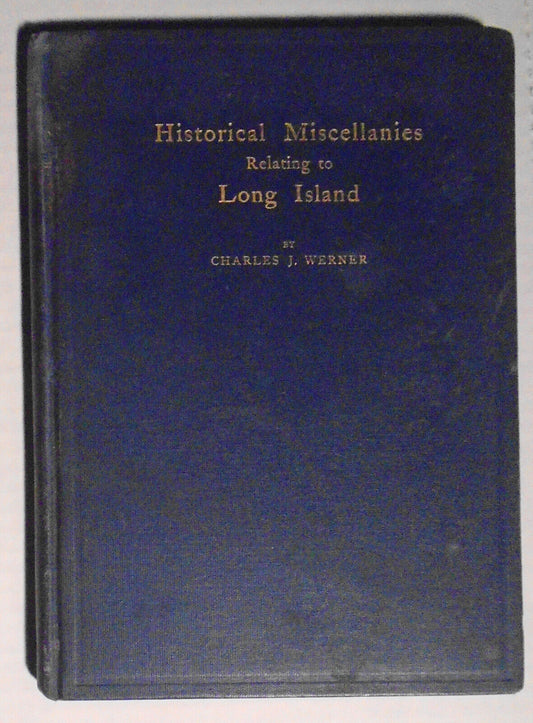 Historical Miscellanies
Relating to
Long Island
BY
CHARLES J. WERNER